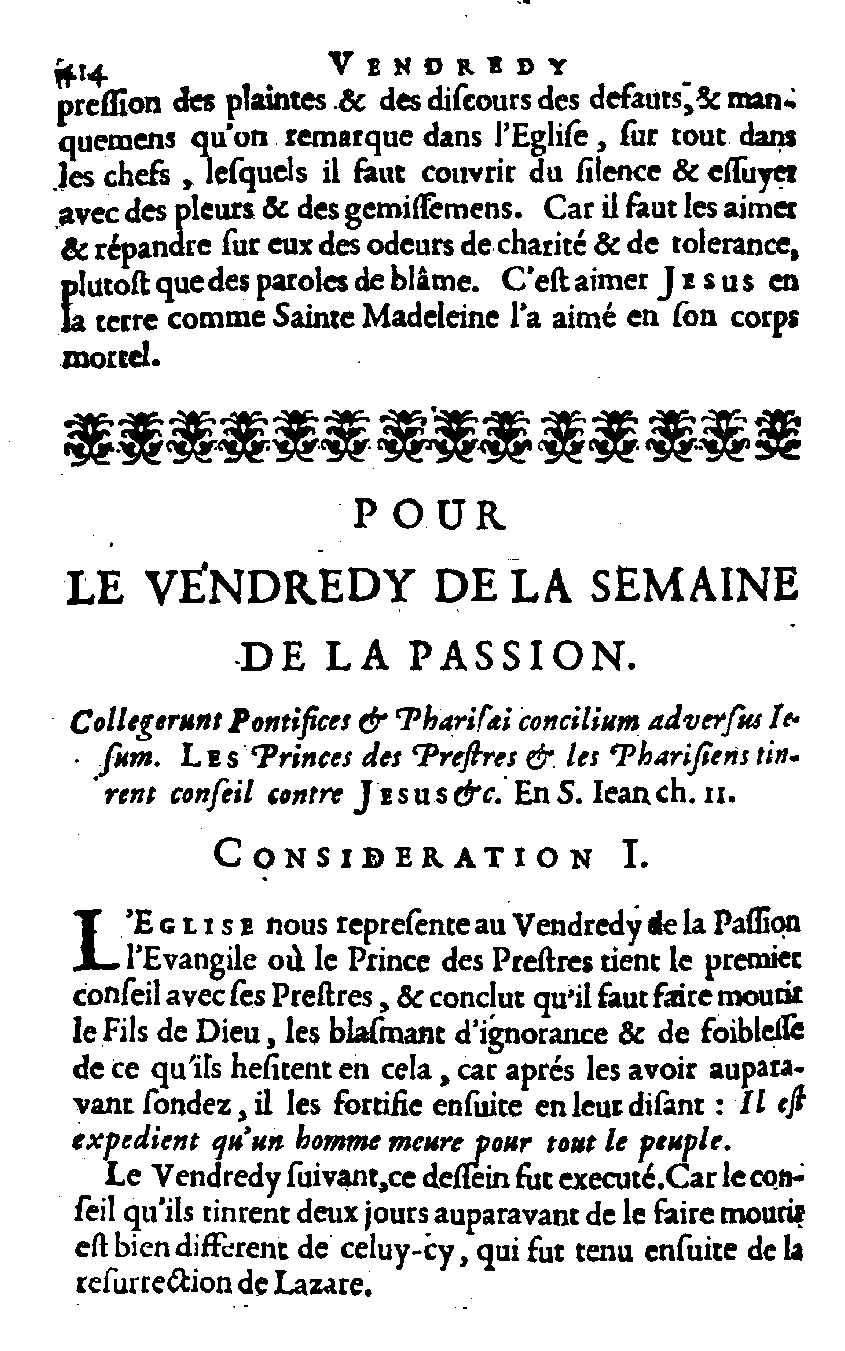 414 VENDREDY
preſſion des plaintes & des diſcours des defauts, & man-
quemens qu'on remarque dans l'Egliſe, ſur tout dans
les chefs, leſquels il faut couvrir du ſilence & eſſuyer
avec des pleurs & des gemiſſemens. Car il faut les aimer
& répandre ſur eux des odeurs de charité & de tolerance,
plutoſt que des paroles de blâme. C'eſt aimer JESUS en
la terre comme Sainte Madeleine l'a aimé en ſon corps
mortel.
POUR
LE VENDREDY DE LA SEMAINE
DE LA PASSION.
Collegerunt Pontifices & Phariſæi concilium adverſus Ie-
ſum. LES Princes des Preſtres & les Phariſiens tin-
rent conſeil contre JESUS &c. En S. Iean ch. 11.
CONSIDERATION I.
L'EGLISE nous repreſente au Vendredy de la Paſſion
l'Evangile où le Prince des Preſtres tient le premier
conſeil avec ſes Preſtres, & conclut qu'il faut faire mourir
le Fils de Dieu, les blaſmant d'ignorance & de foibleſſe
de ce qu'ils heſitent en cela, car aprés les avoir aupara-
vant ſondez, il les fortifie enſuite en leur diſant : Il eſt
expedient qu'un homme meure pour tout le peuple.
Le Vendredy ſuivant, ce deſſein fut executé. Car le con-
ſeil qu'ils tinrent deux jours auparavant de le faire mourir
eſt bien different de celuy-cy, qui fut tenu enſuite de la
reſurrection de Lazare.